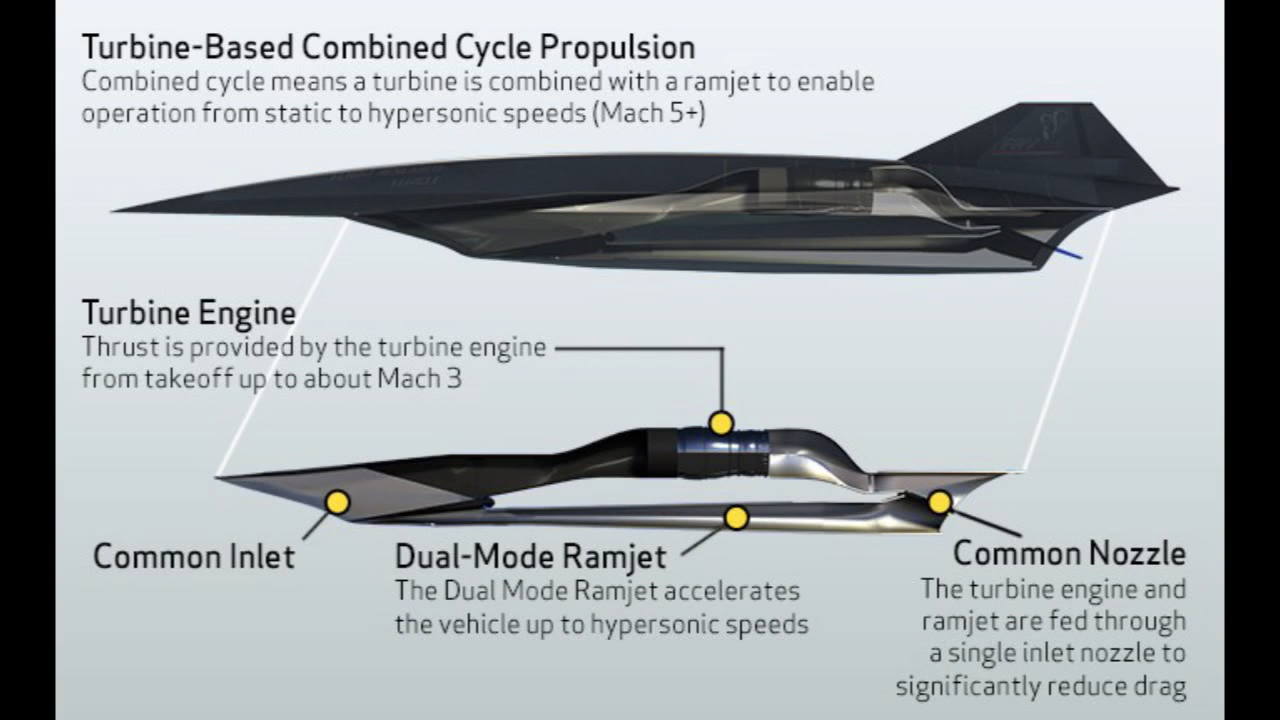 Turbine-Based Combined Cycle Propulsion
Combined cycle means a turbine is combined with a ramjet to enable
operation from static to hypersonic speeds (Mach 5+)
VEHICLE
Turbine Engine
Thrust is provided by the turbine engine
from takeoff up to about Mach 3
Common Inlet
Dual-Mode Ramjet
The Dual Mode Ramjet accelerates
the vehicle up to hypersonic speeds
Common Nozzle
The turbine engine and
ramjet are fed through
a single inlet nozzle to
significantly reduce drag